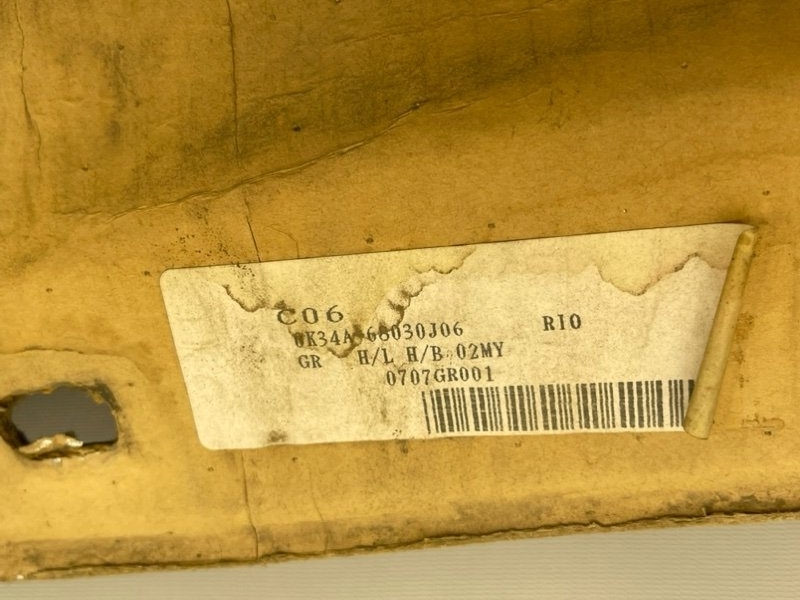 C06
0K34A 68030J06 RIO
GR H/L H/B 02MY
0707GR001